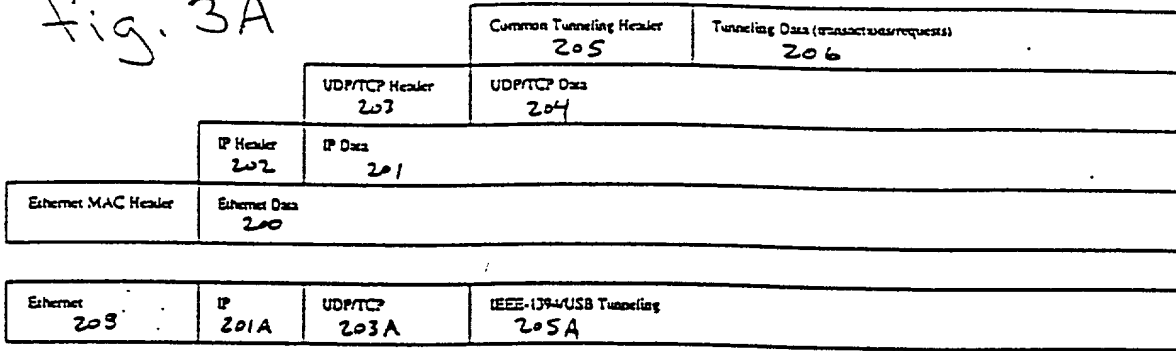 Fig. 3A
Common Tunneling Header
205
Tunneling Data (transactions/requests)
206
UDP/TCP Header
203
UDP/TCP Data
204
IP Header
202
IP Data
201
Ethernet MAC Header
Ethernet Data
200
Ethernet
209
IP
201A
UDP/TCP
203A
IEEE-1394/USB Tunneling
205A